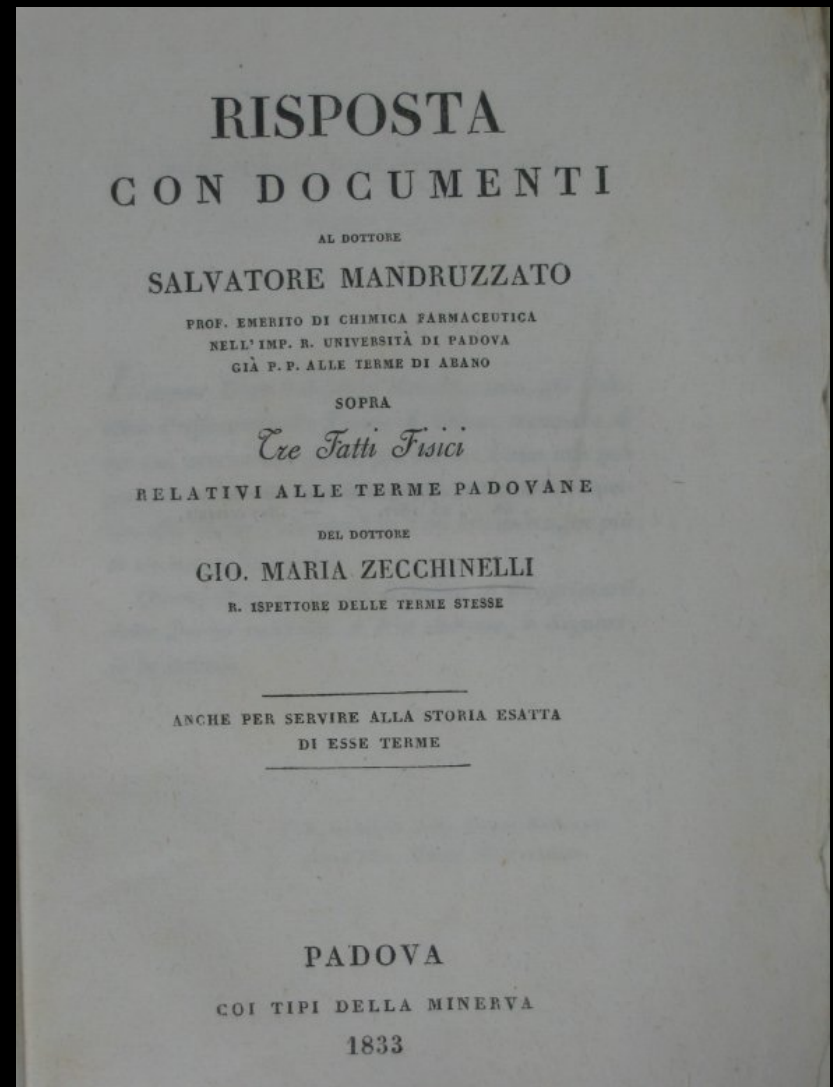 RISPOSTA
CON DOCUMENTI
AL DOTTORE
SALVATORE MANDRUZZATO
PROF. EMERITO DI CHIMICA FARMACEUTICA
NELL' IMP. R. UNIVERSITÀ DI PADOVA
GIÀ P. P. ALLE TERME DI ABANO
SOPRA
Tre Fatti Fisici
RELATIVI ALLE TERME PADOVANE
DEL DOTTORE
GIO. MARIA ZECCHINELLI
R. ISPETTORE DELLE TERME STESSE
ANCHE PER SERVIRE ALLA STORIA ESATTA
DI ESSE TERME
PADOVA
COI TIPI DELLA MINERVA
1833